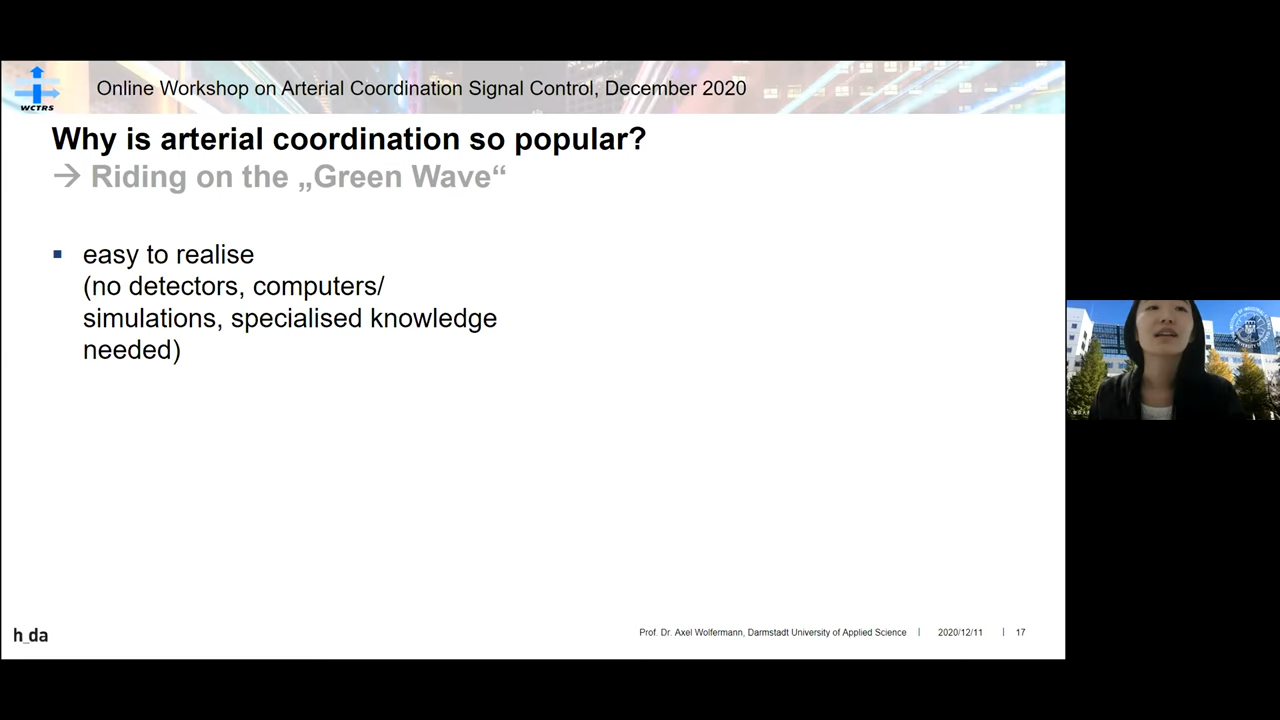 WCTRS
Online Workshop on Arterial Coordination Signal Control, December 2020
Why is arterial coordination so popular?
→ Riding on the „Green Wave“
▪ easy to realise
(no detectors, computers/
simulations, specialised knowledge
needed)
h_da
Prof. Dr. Axel Wolfermann, Darmstadt University of Applied Science | 2020/12/11 | 17